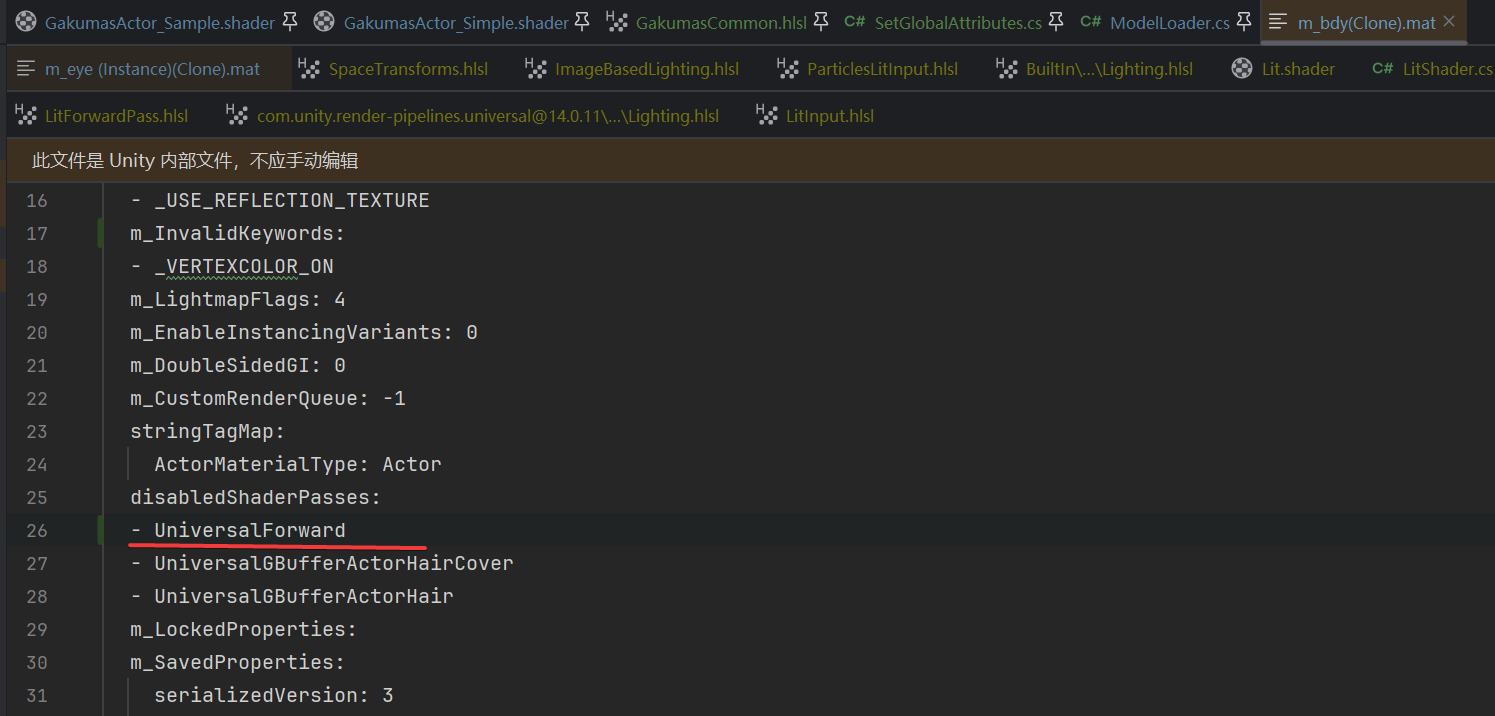 GakumasActor_Sample.shader GakumasActor_Simple.shader GakumasCommon.hlsl C# SetGlobalAttributes.cs C# ModelLoader.cs m_bdy(Clone).mat
m_eye (Instance)(Clone).mat SpaceTransforms.hlsl ImageBasedLighting.hlsl ParticlesLitInput.hlsl BuiltIn\...\Lighting.hlsl Lit.shader C# LitShader.cs
LitForwardPass.hlsl com.unity.render-pipelines.universal@14.0.11\...\Lighting.hlsl LitInput.hlsl
此文件是 Unity 内部文件，不应手动编辑
16 - _USE_REFLECTION_TEXTURE
17 m_InvalidKeywords:
18 - _VERTEXCOLOR_ON
19 m_LightmapFlags: 4
20 m_EnableInstancingVariants: 0
21 m_DoubleSidedGI: 0
22 m_CustomRenderQueue: -1
23 stringTagMap:
24 ActorMaterialType: Actor
25 disabledShaderPasses:
26 - UniversalForward
27 - UniversalGBufferActorHairCover
28 - UniversalGBufferActorHair
29 m_LockedProperties:
30 m_SavedProperties:
31 serializedVersion: 3